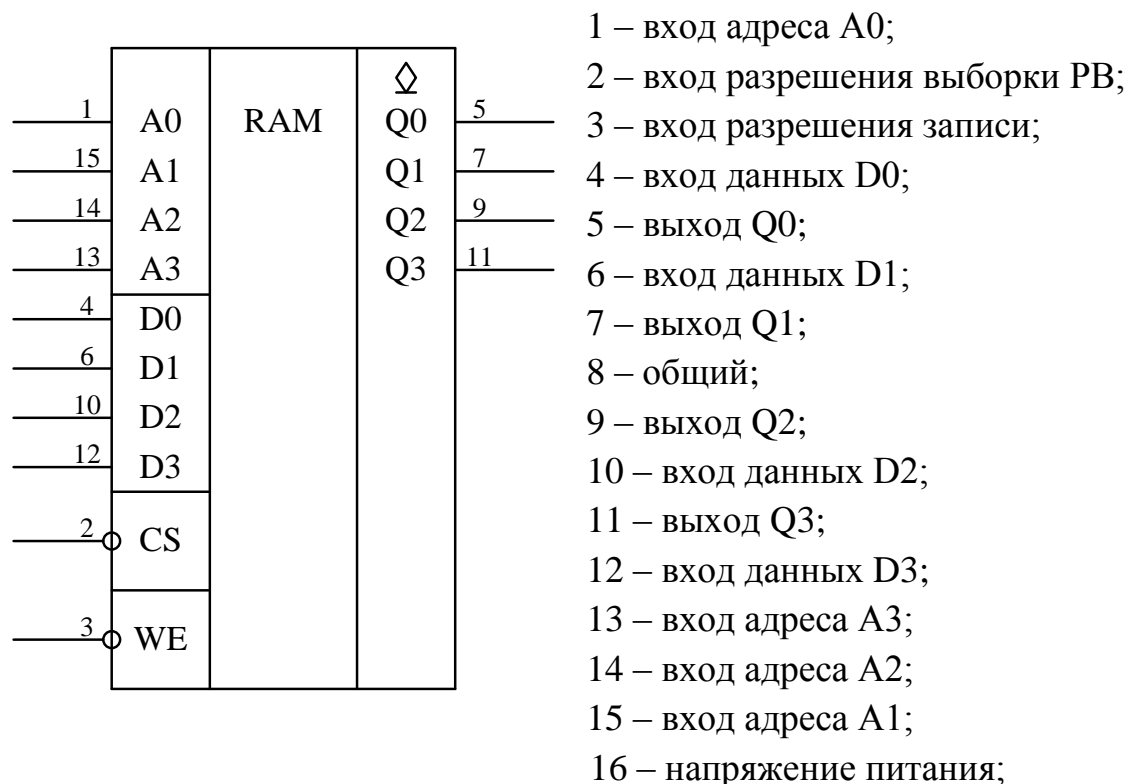 1 – вход адреса A0;
2 – вход разрешения выборки РВ;
3 – вход разрешения записи;
4 – вход данных D0;
5 – выход Q0;
6 – вход данных D1;
7 – выход Q1;
8 – общий;
9 – выход Q2;
10 – вход данных D2;
11 – выход Q3;
12 – вход данных D3;
13 – вход адреса A3;
14 – вход адреса A2;
15 – вход адреса A1;
16 – напряжение питания;
1 A0 RAM Q0 5
15 A1 Q1 7
14 A2 Q2 9
13 A3 Q3 11
4 D0
6 D1
10 D2
12 D3
2 CS
3 WE